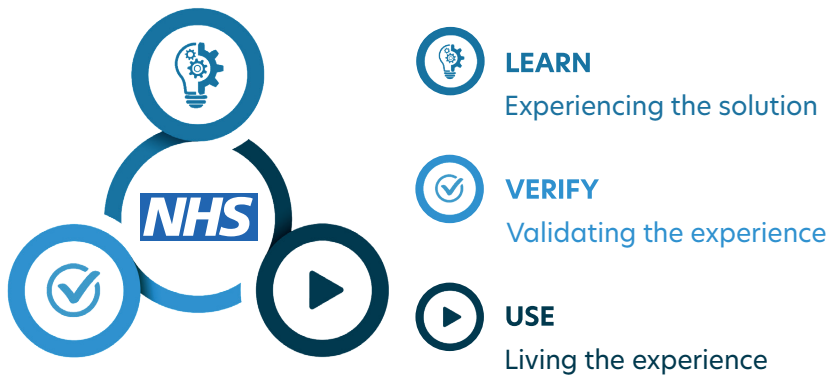 NHS
LEARN
Experiencing the solution
VERIFY
Validating the experience
USE
Living the experience